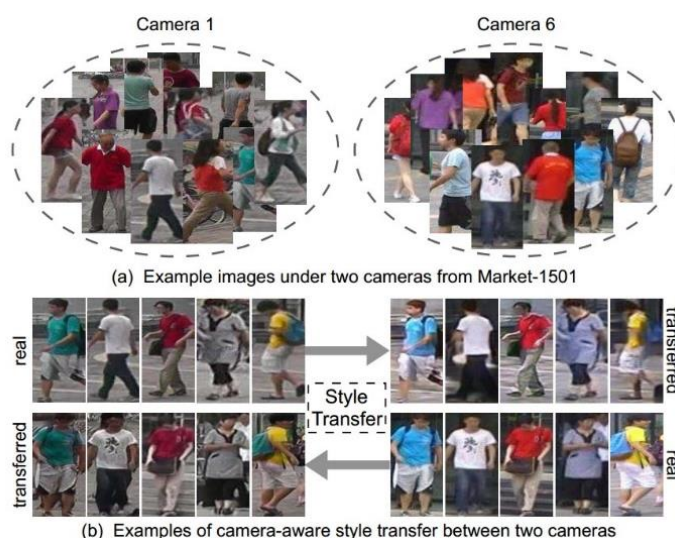 Camera 1
Camera 6
(a) Example images under two cameras from Market-1501
real
transferred
Style
Transfer
transferred
real
(b) Examples of camera-aware style transfer between two cameras